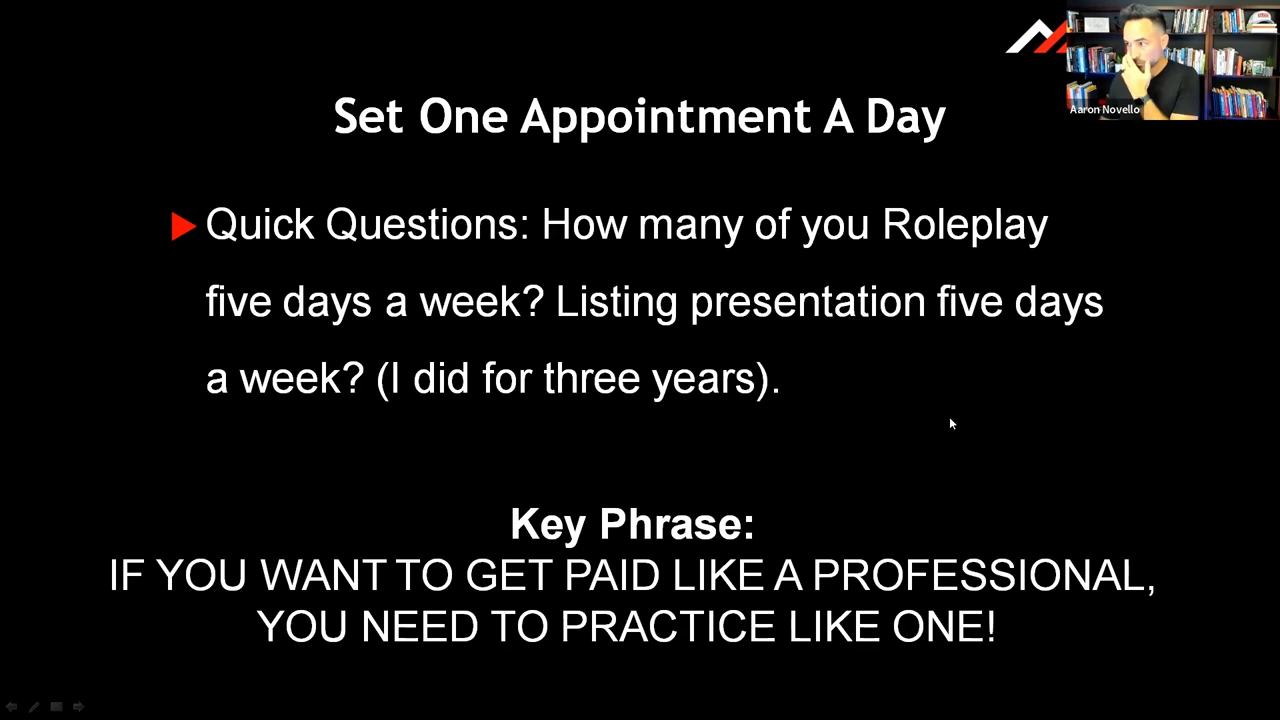 Aaron Novello
Set One Appointment A Day
Quick Questions: How many of you Roleplay
five days a week? Listing presentation five days
a week? (I did for three years).
Key Phrase:
IF YOU WANT TO GET PAID LIKE A PROFESSIONAL,
YOU NEED TO PRACTICE LIKE ONE!